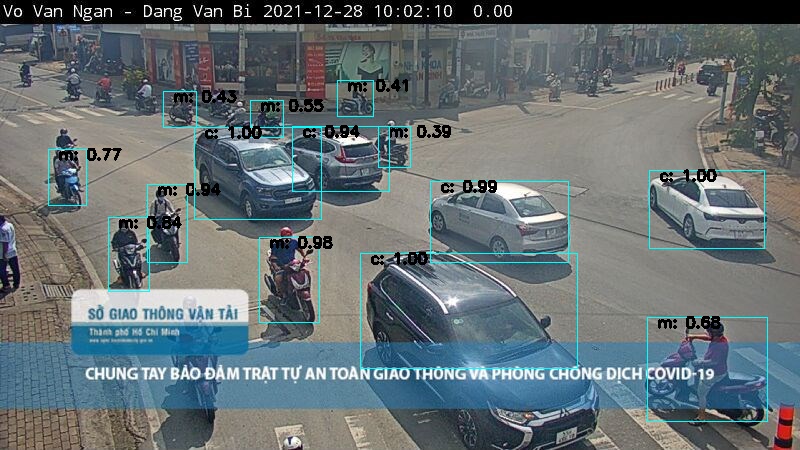 Vo Van Ngan - Dang Van Bi 2021-12-28 10:02:10 0.00
m: 0.41
m: 0.43
m: 0.55
c: 1.00
c: 0.94
m: 0.39
m: 0.77
c: 1.00
m: 0.94
c: 0.99
m: 0.84
m: 0.98
c: 1.00
SỞ GIAO THÔNG VẬN TẢI
Thành phố Hồ Chí Minh
m: 0.68
CHUNG TAY BẢO ĐẢM TRẬT TỰ AN TOÀN GIAO THÔNG VÀ PHÒNG CHỐNG DỊCH COVID-19